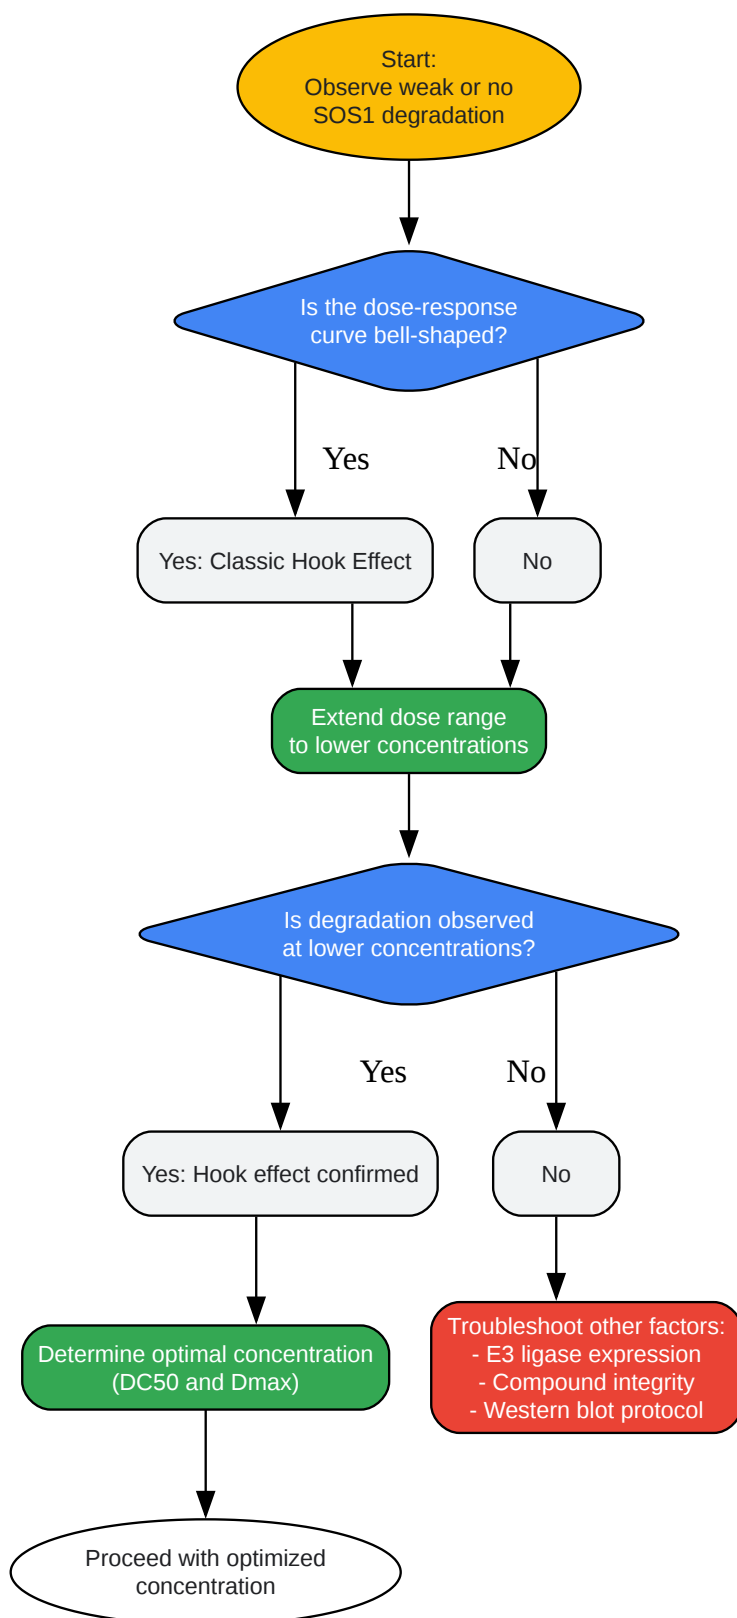 Start:
Observe weak or no
SOS1 degradation
Is the dose-response
curve bell-shaped?
Yes
No
Yes: Classic Hook Effect
No
Extend dose range
to lower concentrations
Is degradation observed
at lower concentrations?
Yes
No
Yes: Hook effect confirmed
No
Troubleshoot other factors:
- E3 ligase expression
- Compound integrity
- Western blot protocol
Determine optimal concentration
(DC50 and Dmax)
Proceed with optimized
concentration